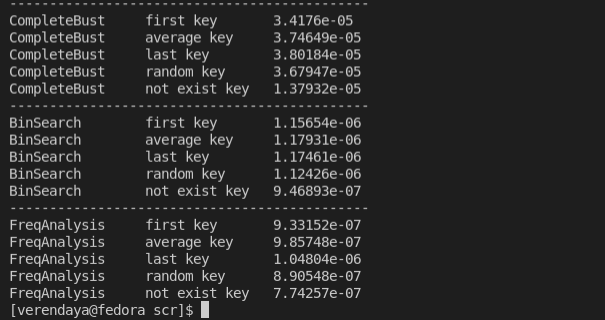 ---------------------------------------------
CompleteBust     first key       3.4176e-05
CompleteBust     average key     3.74649e-05
CompleteBust     last key        3.80184e-05
CompleteBust     random key      3.67947e-05
CompleteBust     not exist key   1.37932e-05
---------------------------------------------
BinSearch        first key       1.15654e-06
BinSearch        average key     1.17931e-06
BinSearch        last key        1.17461e-06
BinSearch        random key      1.12426e-06
BinSearch        not exist key   9.46893e-07
---------------------------------------------
FreqAnalysis     first key       9.33152e-07
FreqAnalysis     average key     9.85748e-07
FreqAnalysis     last key        1.04804e-06
FreqAnalysis     random key      8.90548e-07
FreqAnalysis     not exist key   7.74257e-07
[verendaya@fedora scr]$